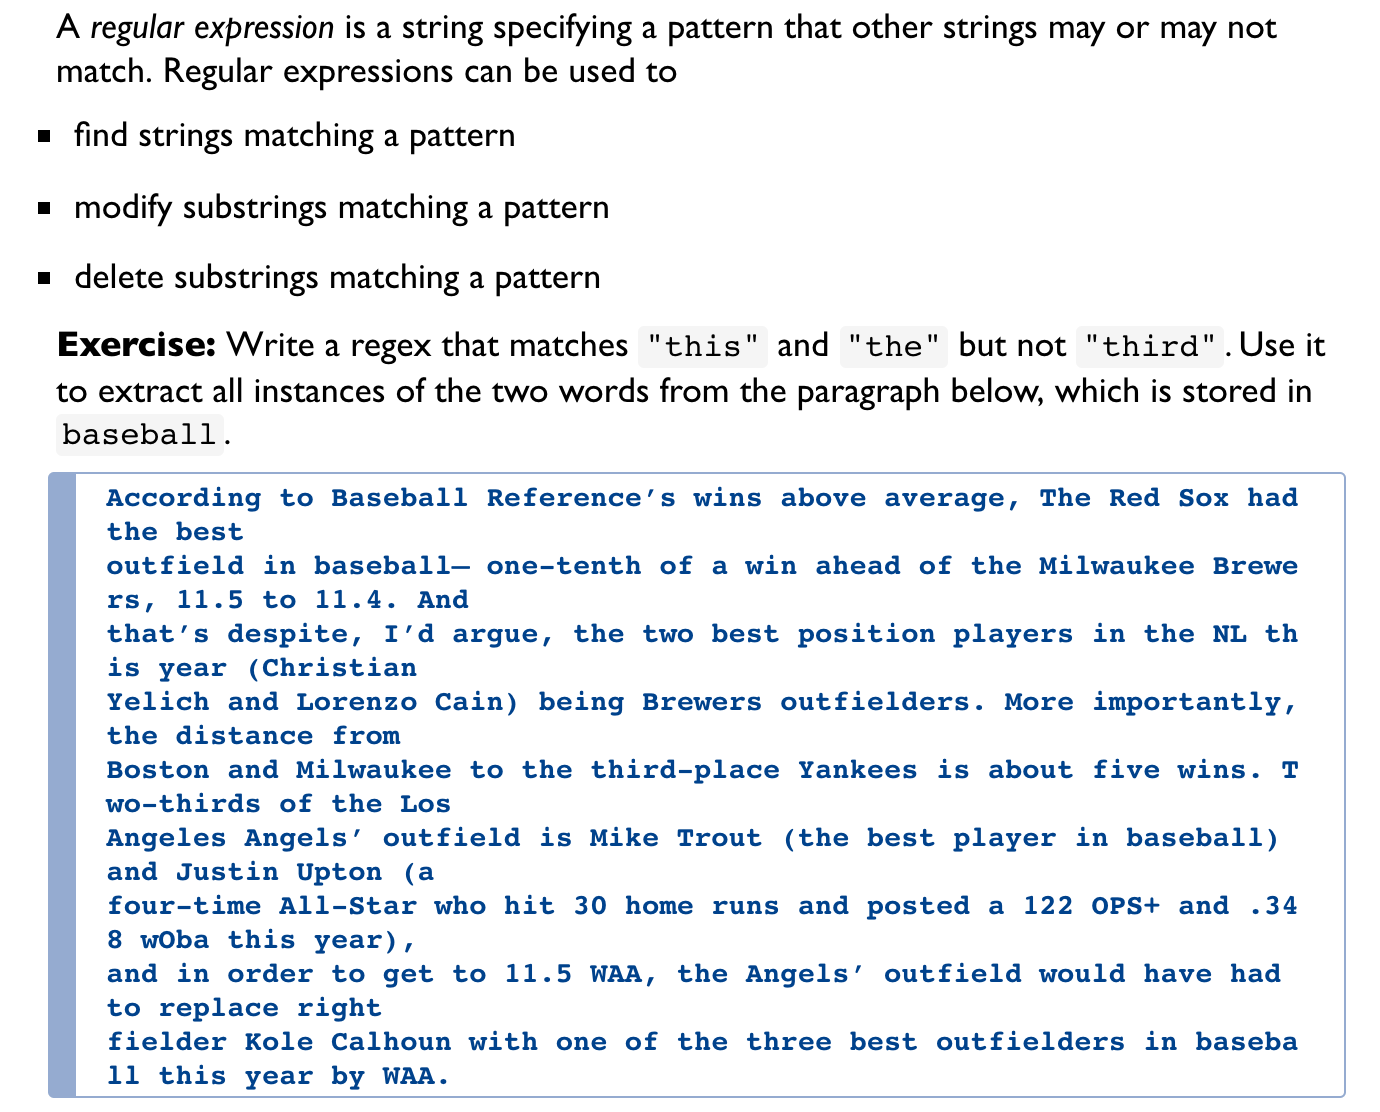 A regular expression is a string specifying a pattern that other strings may or may not
match. Regular expressions can be used to
▪ find strings matching a pattern
▪ modify substrings matching a pattern
▪ delete substrings matching a pattern
Exercise: Write a regex that matches "this" and "the" but not "third". Use it
to extract all instances of the two words from the paragraph below, which is stored in
baseball.
According to Baseball Reference’s wins above average, The Red Sox had
the best
outfield in baseball— one-tenth of a win ahead of the Milwaukee Brewe
rs, 11.5 to 11.4. And
that’s despite, I’d argue, the two best position players in the NL th
is year (Christian
Yelich and Lorenzo Cain) being Brewers outfielders. More importantly,
the distance from
Boston and Milwaukee to the third-place Yankees is about five wins. T
wo-thirds of the Los
Angeles Angels’ outfield is Mike Trout (the best player in baseball)
and Justin Upton (a
four-time All-Star who hit 30 home runs and posted a 122 OPS+ and .34
8 wOba this year),
and in order to get to 11.5 WAA, the Angels’ outfield would have had
to replace right
fielder Kole Calhoun with one of the three best outfielders in baseba
ll this year by WAA.